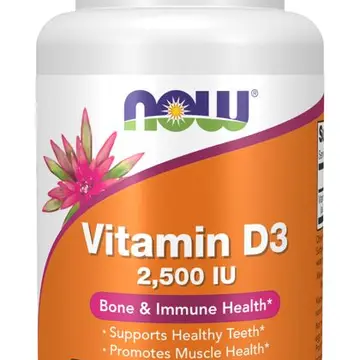 NOW®
Vitamin D3
2,500 IU
Bone & Immune Health*
• Supports Healthy Teeth*
• Promotes Muscle Health*